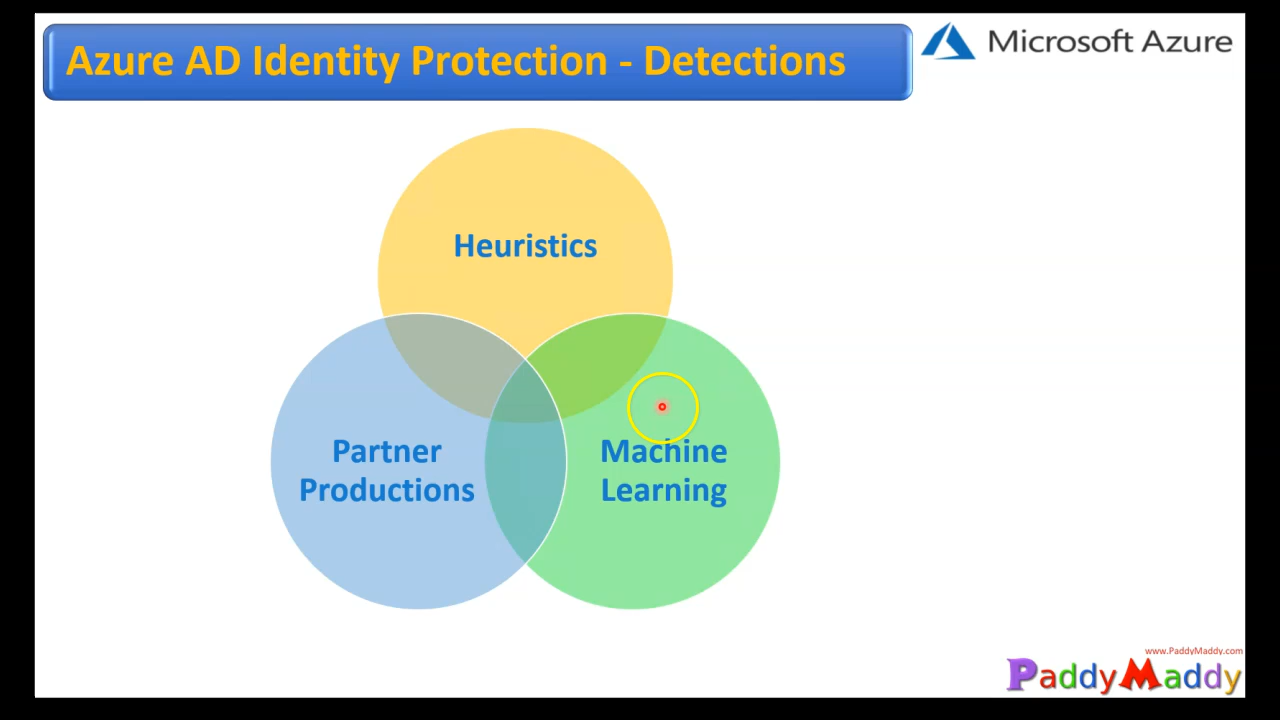 Azure AD Identity Protection - Detections
Microsoft Azure
Heuristics
Partner
Productions
Machine
Learning
www.PaddyMaddy.com
PaddyMaddy